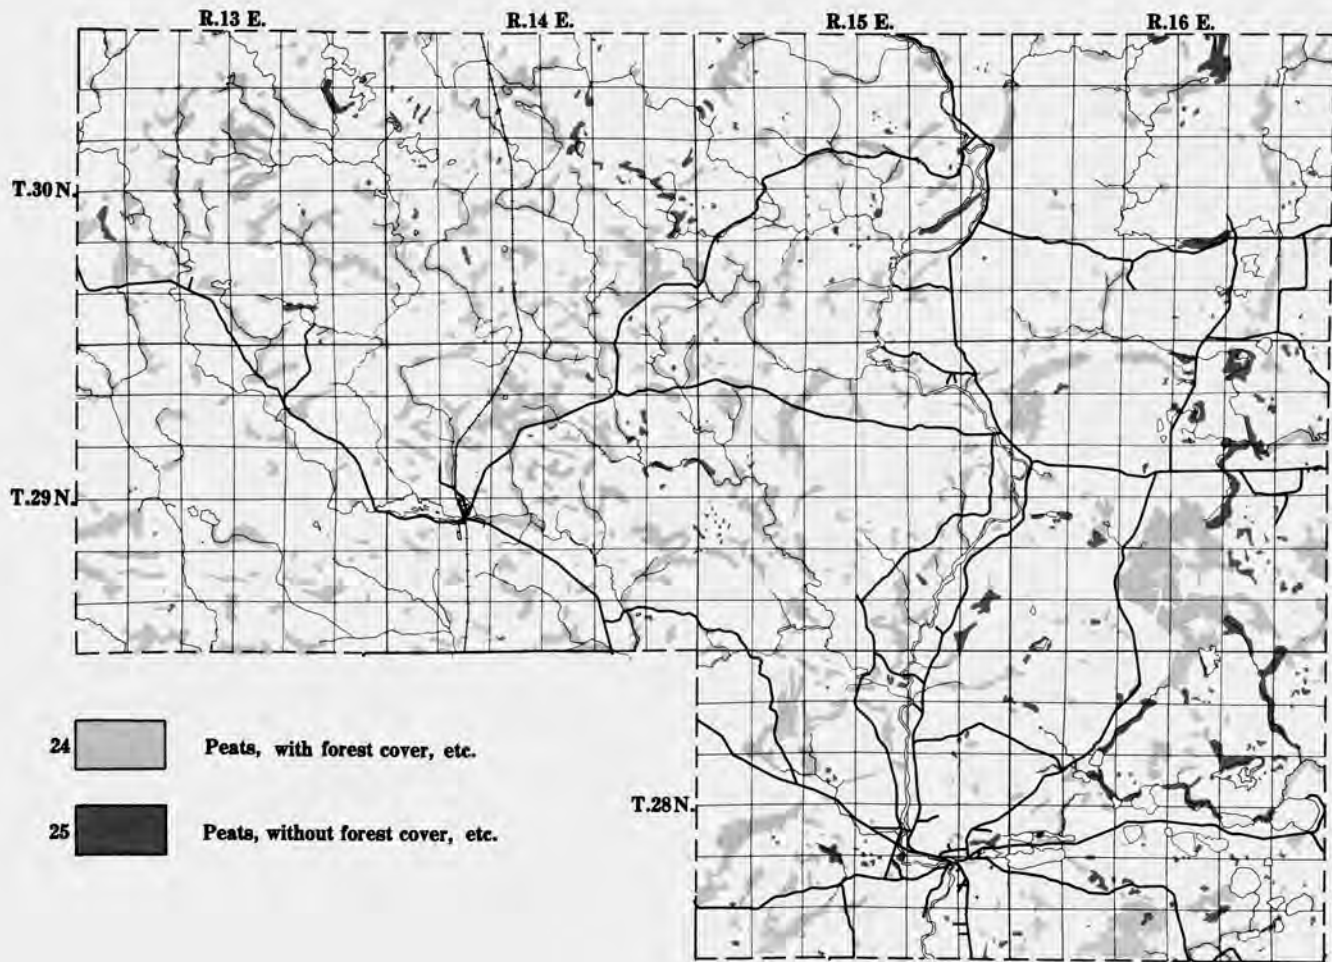 R.13 E.
R.14 E.
R.15 E.
R.16 E.
T.30 N.
T.29 N.
24 Peats, with forest cover, etc.
T.28 N.
25 Peats, without forest cover, etc.